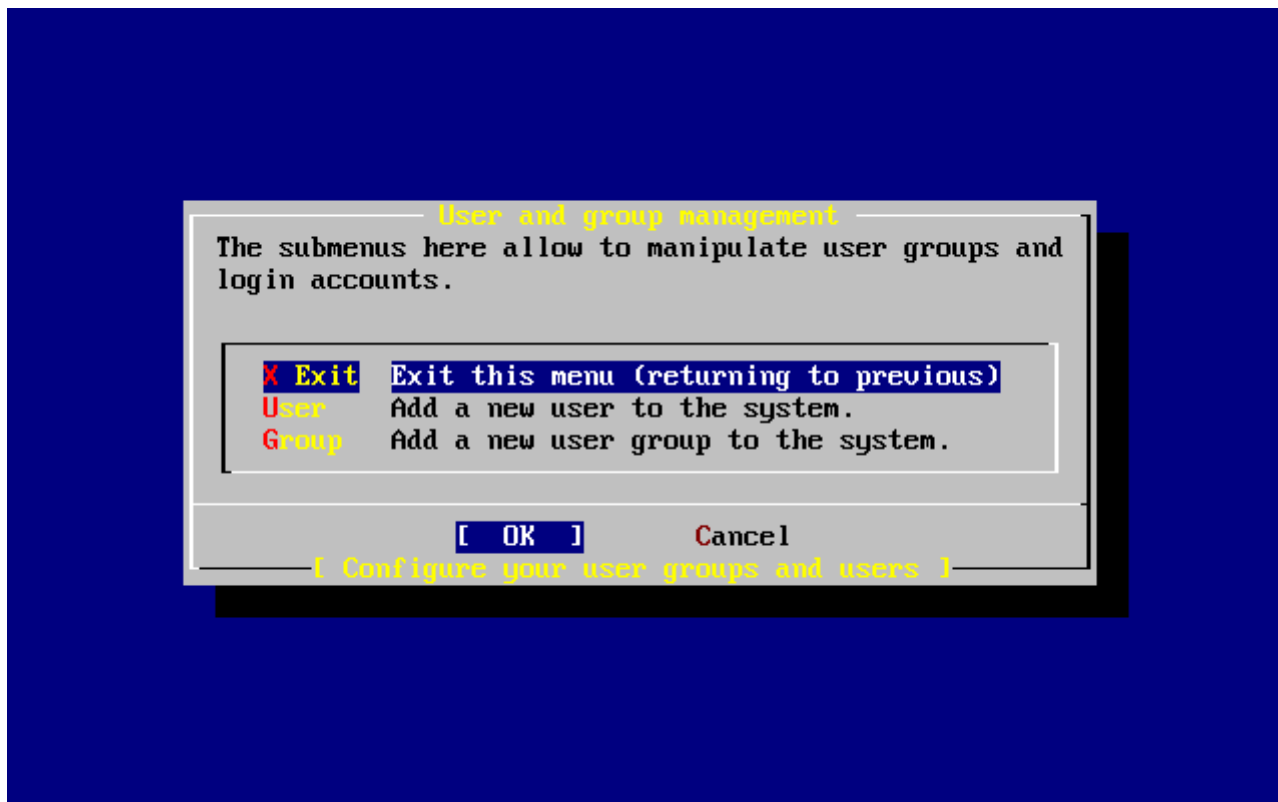 User and group management
The submenus here allow to manipulate user groups and
login accounts.
X Exit Exit this menu (returning to previous)
User Add a new user to the system.
Group Add a new user group to the system.
[ OK ] Cancel
[ Configure your user groups and users ]